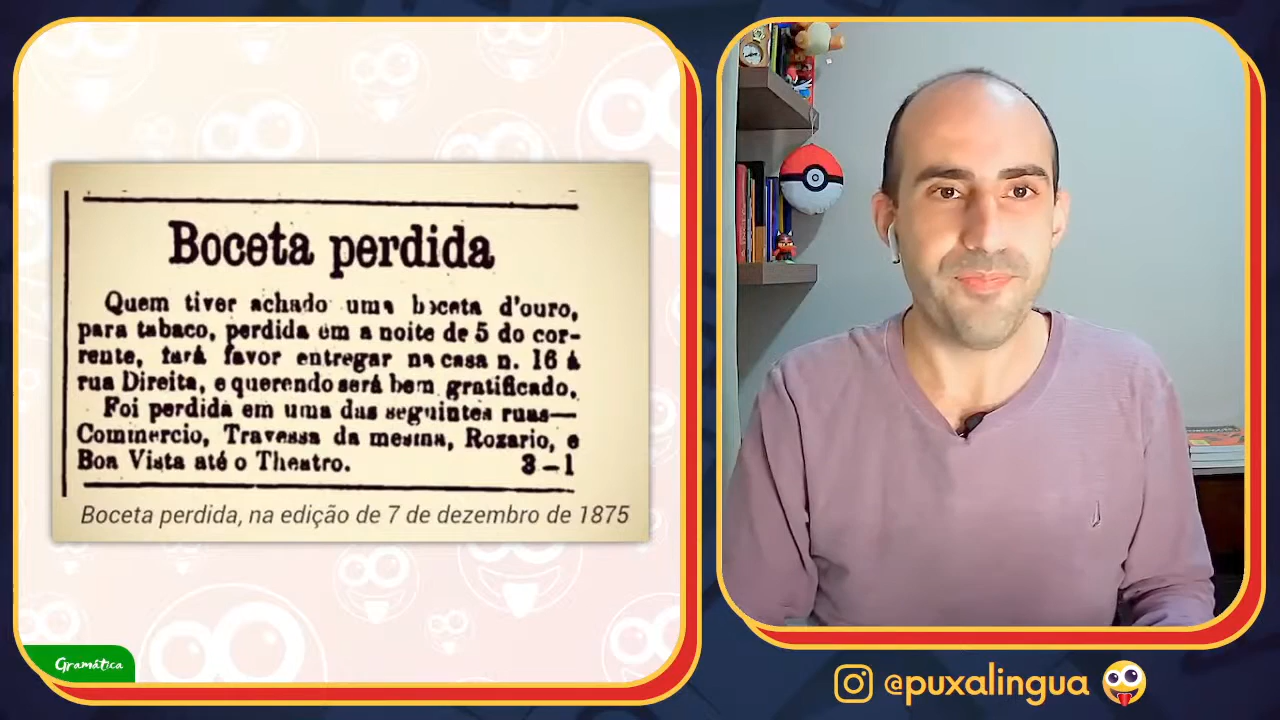 Boceta perdida
Quem tiver achado uma boceta d'ouro,
para tabaco, perdida em a noite de 5 do cor-
rente, fará favor entregar na casa n. 16 á
rua Direita, e querendo será bem gratificado.
Foi perdida em uma das seguintes ruas—
Commercio, Travessa da mesma, Rozario, e
Boa Vista até o Theatro. 3—1
Boceta perdida, na edição de 7 de dezembro de 1875
Gramática
@puxalingua